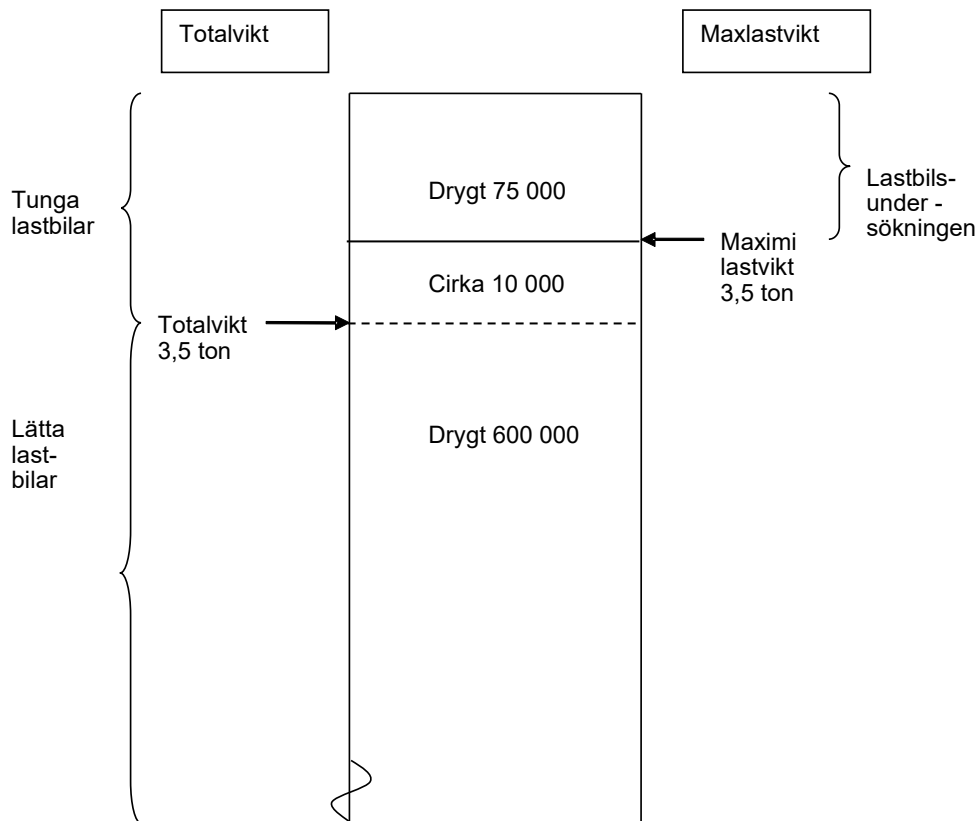 Totalvikt
Maxlastvikt
Tunga
lastbilar
Drygt 75 000
Lastbils-
under -
sökningen
Maximi
lastvikt
3,5 ton
Cirka 10 000
Totalvikt
3,5 ton
Lätta
last-
bilar
Drygt 600 000